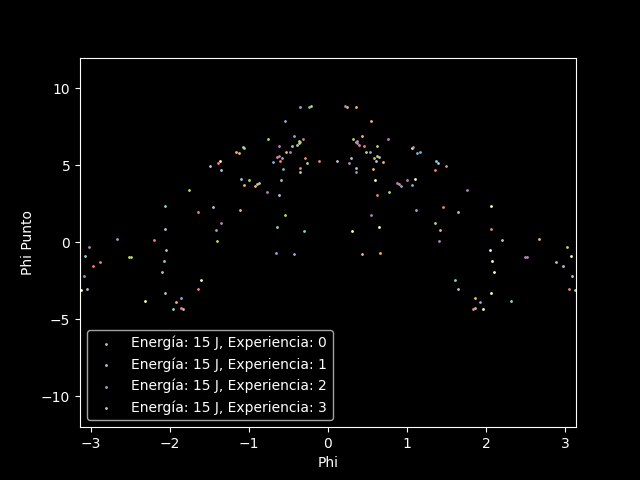 10
5
0
−5
−10
Phi Punto
Energía: 15 J, Experiencia: 0
Energía: 15 J, Experiencia: 1
Energía: 15 J, Experiencia: 2
Energía: 15 J, Experiencia: 3
−3 −2 −1 0 1 2 3
Phi